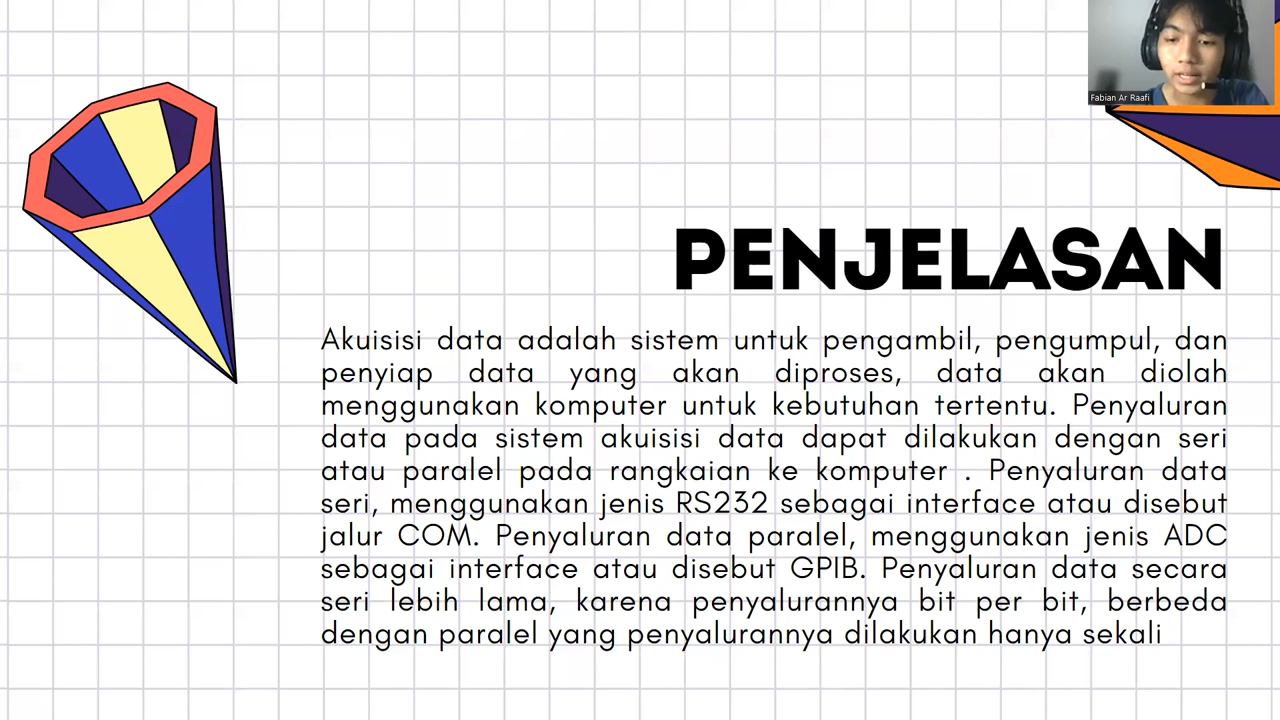 Fabian Ar Raafi
PENJELASAN
Akuisisi data adalah sistem untuk pengambil, pengumpul, dan
penyiap data yang akan diproses, data akan diolah
menggunakan komputer untuk kebutuhan tertentu. Penyaluran
data pada sistem akuisisi data dapat dilakukan dengan seri
atau paralel pada rangkaian ke komputer . Penyaluran data
seri, menggunakan jenis RS232 sebagai interface atau disebut
jalur COM. Penyaluran data paralel, menggunakan jenis ADC
sebagai interface atau disebut GPIB. Penyaluran data secara
seri lebih lama, karena penyalurannya bit per bit, berbeda
dengan paralel yang penyalurannya dilakukan hanya sekali